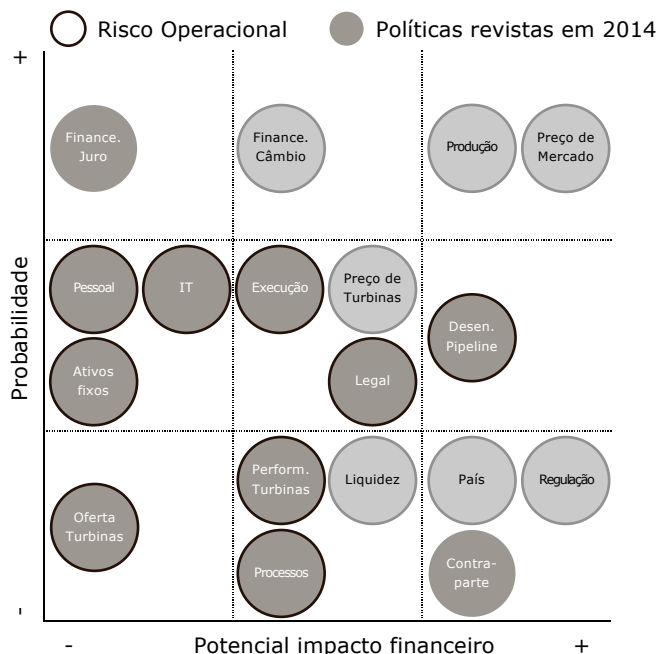 Risco Operacional
Políticas revistas em 2014
+
Finance.
Juro
Finance.
Câmbio
Produção
Preço de
Mercado
Probabilidade
Pessoal
IT
Execução
Preço de
Turbinas
Desen.
Pipeline
Ativos
fixos
Legal
Perform.
Turbinas
Liquidez
País
Regulação
Oferta
Turbinas
Processos
Contra-
parte
-
-
Potencial impacto financeiro
+